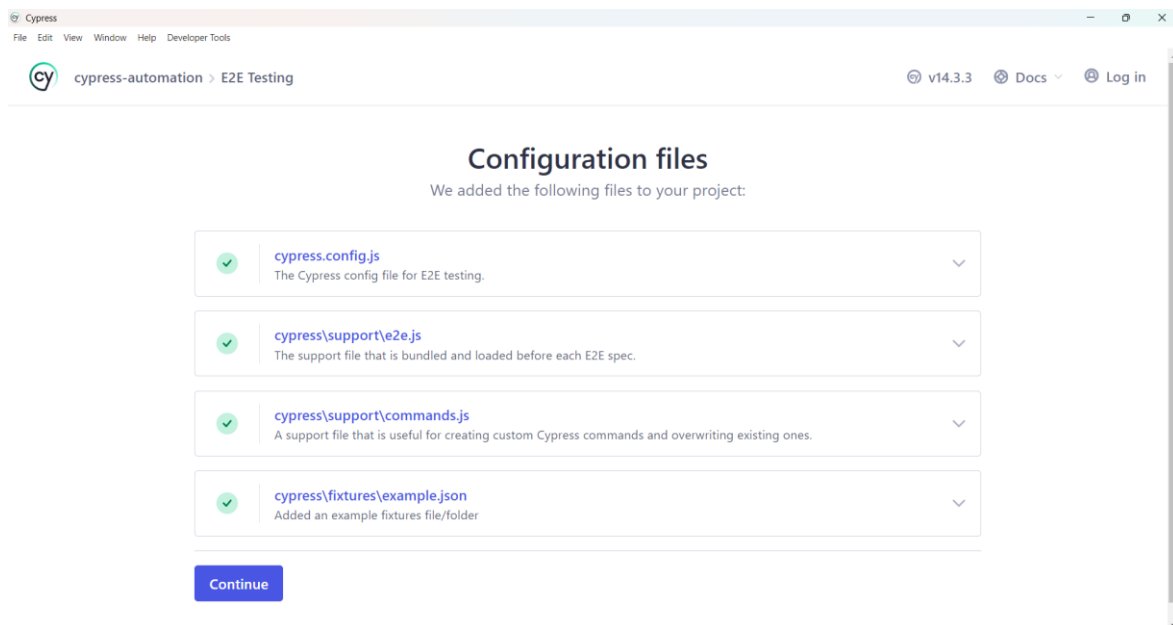 Cypress
File Edit View Window Help Developer Tools
cy cypress-automation > E2E Testing
cy v14.3.3 Docs Log in
Configuration files
We added the following files to your project:
cypress.config.js
The Cypress config file for E2E testing.
cypress\support\e2e.js
The support file that is bundled and loaded before each E2E spec.
cypress\support\commands.js
A support file that is useful for creating custom Cypress commands and overwriting existing ones.
cypress\fixtures\example.json
Added an example fixtures file/folder
Continue